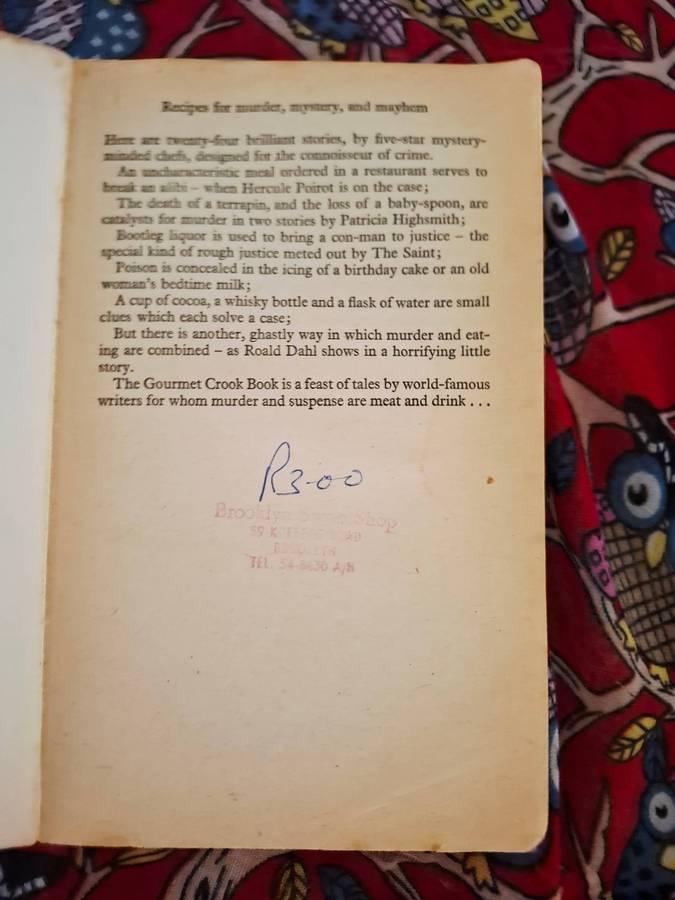 Recipes for murder, mystery, and mayhem
Here are twenty-four brilliant stories, by five-star mystery-
minded chefs, designed for the connoisseur of crime.
An uncharacteristic meal ordered in a restaurant serves to
break an alibi – when Hercule Poirot is on the case;
The death of a terrapin, and the loss of a baby-spoon, are
catalysts for murder in two stories by Patricia Highsmith;
Bootleg liquor is used to bring a con-man to justice – the
special kind of rough justice meted out by The Saint;
Poison is concealed in the icing of a birthday cake or an old
woman's bedtime milk;
A cup of cocoa, a whisky bottle and a flask of water are small
clues which each solve a case;
But there is another, ghastly way in which murder and eat-
ing are combined – as Roald Dahl shows in a horrifying little
story.
The Gourmet Crook Book is a feast of tales by world-famous
writers for whom murder and suspense are meat and drink . . .
R3-00
Brooklyn Shop
59
TEL. A/H